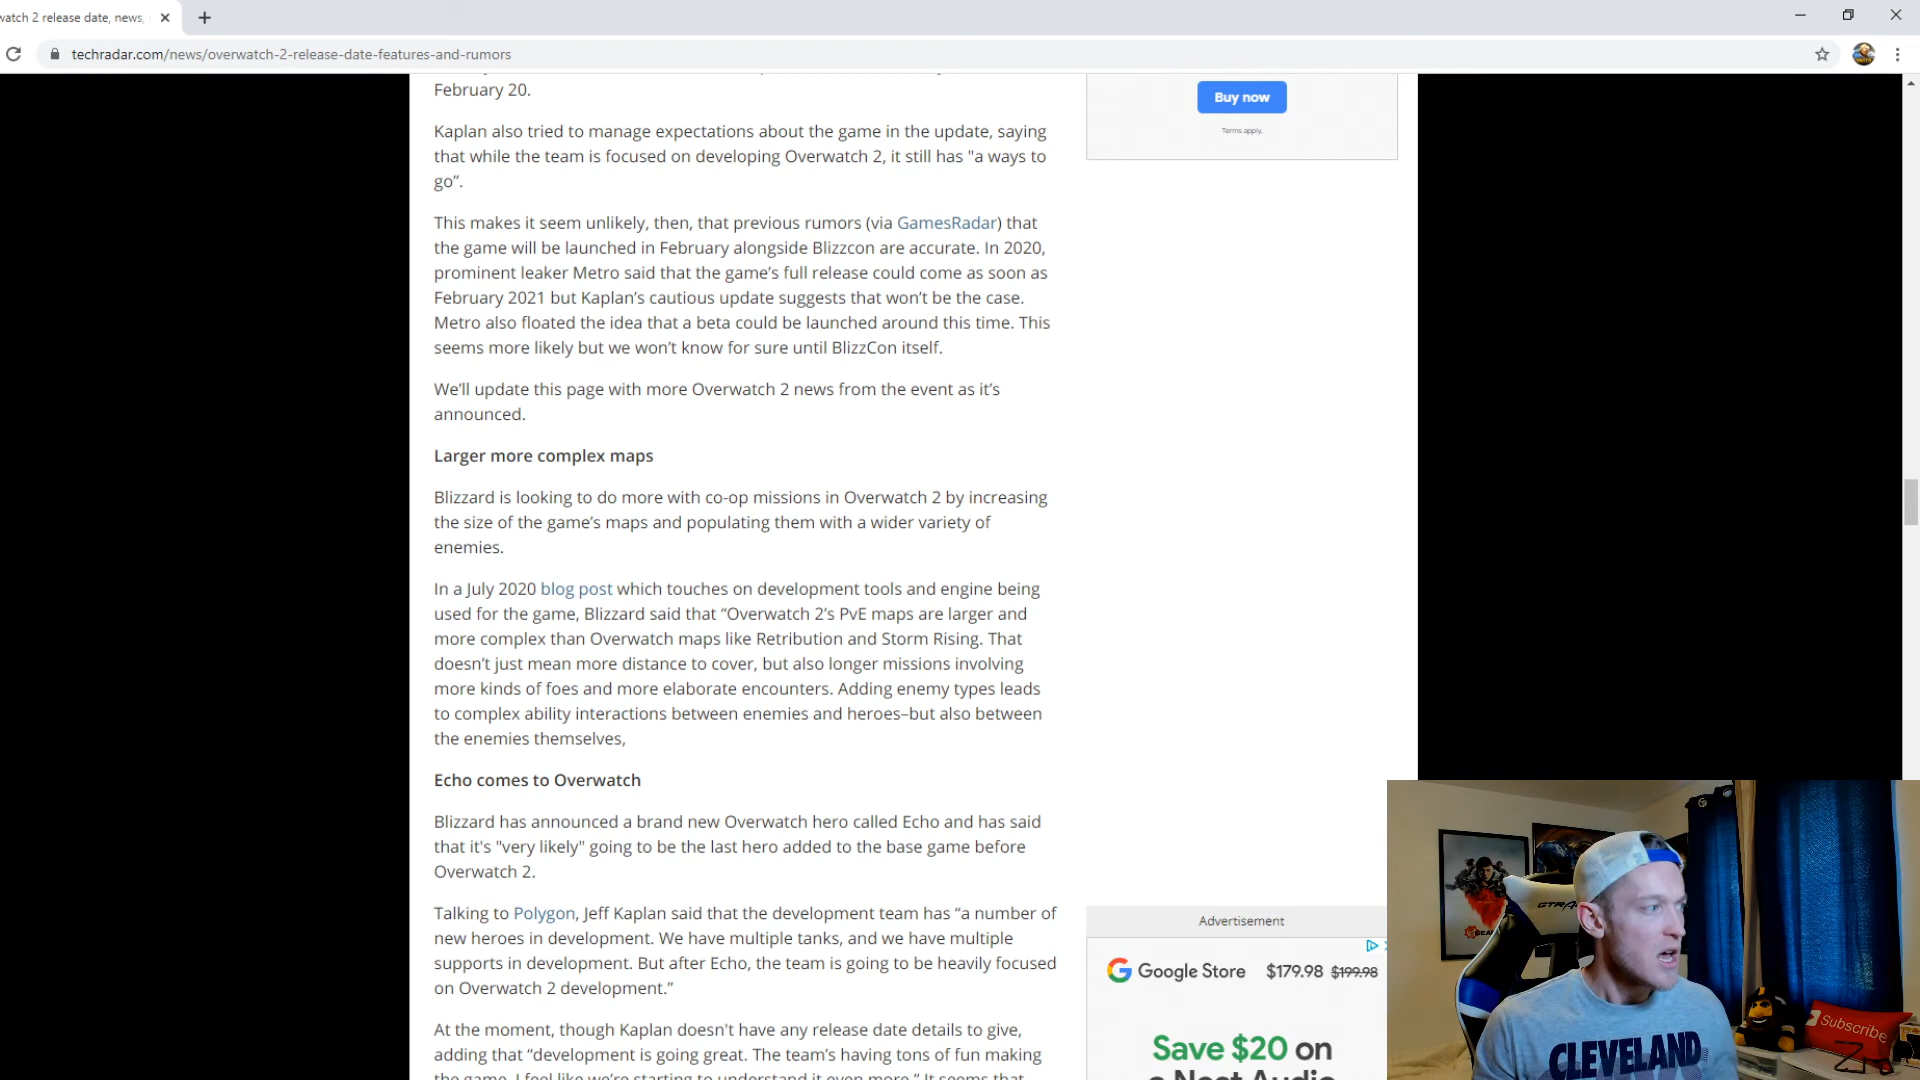 watch 2 release date, news,
techradar.com/news/overwatch-2-release-date-features-and-rumors
February 20.
Buy now
Terms apply.
Kaplan also tried to manage expectations about the game in the update, saying
that while the team is focused on developing Overwatch 2, it still has "a ways to
go”.
This makes it seem unlikely, then, that previous rumors (via GamesRadar) that
the game will be launched in February alongside Blizzcon are accurate. In 2020,
prominent leaker Metro said that the game’s full release could come as soon as
February 2021 but Kaplan’s cautious update suggests that won’t be the case.
Metro also floated the idea that a beta could be launched around this time. This
seems more likely but we won’t know for sure until BlizzCon itself.
We’ll update this page with more Overwatch 2 news from the event as it’s
announced.
Larger more complex maps
Blizzard is looking to do more with co-op missions in Overwatch 2 by increasing
the size of the game’s maps and populating them with a wider variety of
enemies.
In a July 2020 blog post which touches on development tools and engine being
used for the game, Blizzard said that “Overwatch 2’s PvE maps are larger and
more complex than Overwatch maps like Retribution and Storm Rising. That
doesn’t just mean more distance to cover, but also longer missions involving
more kinds of foes and more elaborate encounters. Adding enemy types leads
to complex ability interactions between enemies and heroes–but also between
the enemies themselves,
Echo comes to Overwatch
Blizzard has announced a brand new Overwatch hero called Echo and has said
that it's "very likely" going to be the last hero added to the base game before
Overwatch 2.
Talking to Polygon, Jeff Kaplan said that the development team has “a number of
new heroes in development. We have multiple tanks, and we have multiple
supports in development. But after Echo, the team is going to be heavily focused
on Overwatch 2 development.”
At the moment, though Kaplan doesn't have any release date details to give,
adding that “development is going great. The team’s having tons of fun making
the game. I feel like we’re starting to understand it even more.” It seems that
Advertisement
Google Store $179.98 $199.98
Save $20 on
a Nest Audio
GEARS
GTRA
Subscribe
CLEVELAND